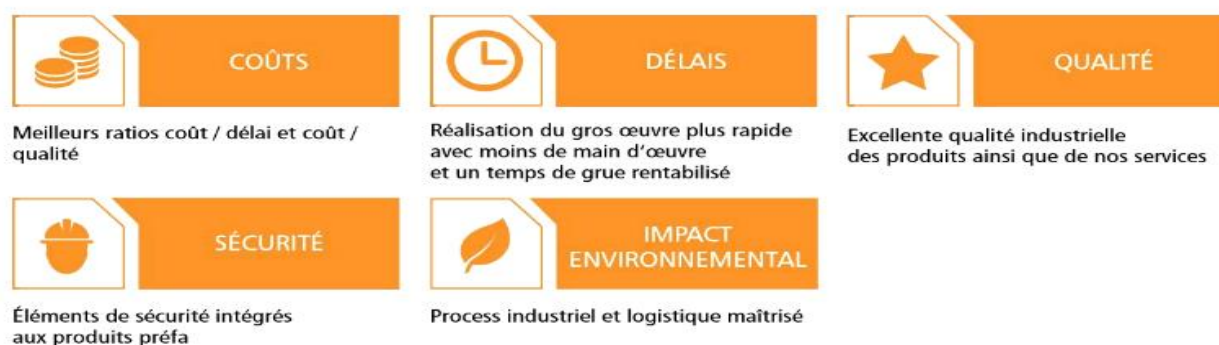 COÛTS
Meilleurs ratios coût / délai et coût /
qualité
DÉLAIS
Réalisation du gros œuvre plus rapide
avec moins de main d'œuvre
et un temps de grue rentabilisé
QUALITÉ
Excellente qualité industrielle
des produits ainsi que de nos services
SÉCURITÉ
Éléments de sécurité intégrés
aux produits préfa
IMPACT
ENVIRONNEMENTAL
Process industriel et logistique maîtrisé